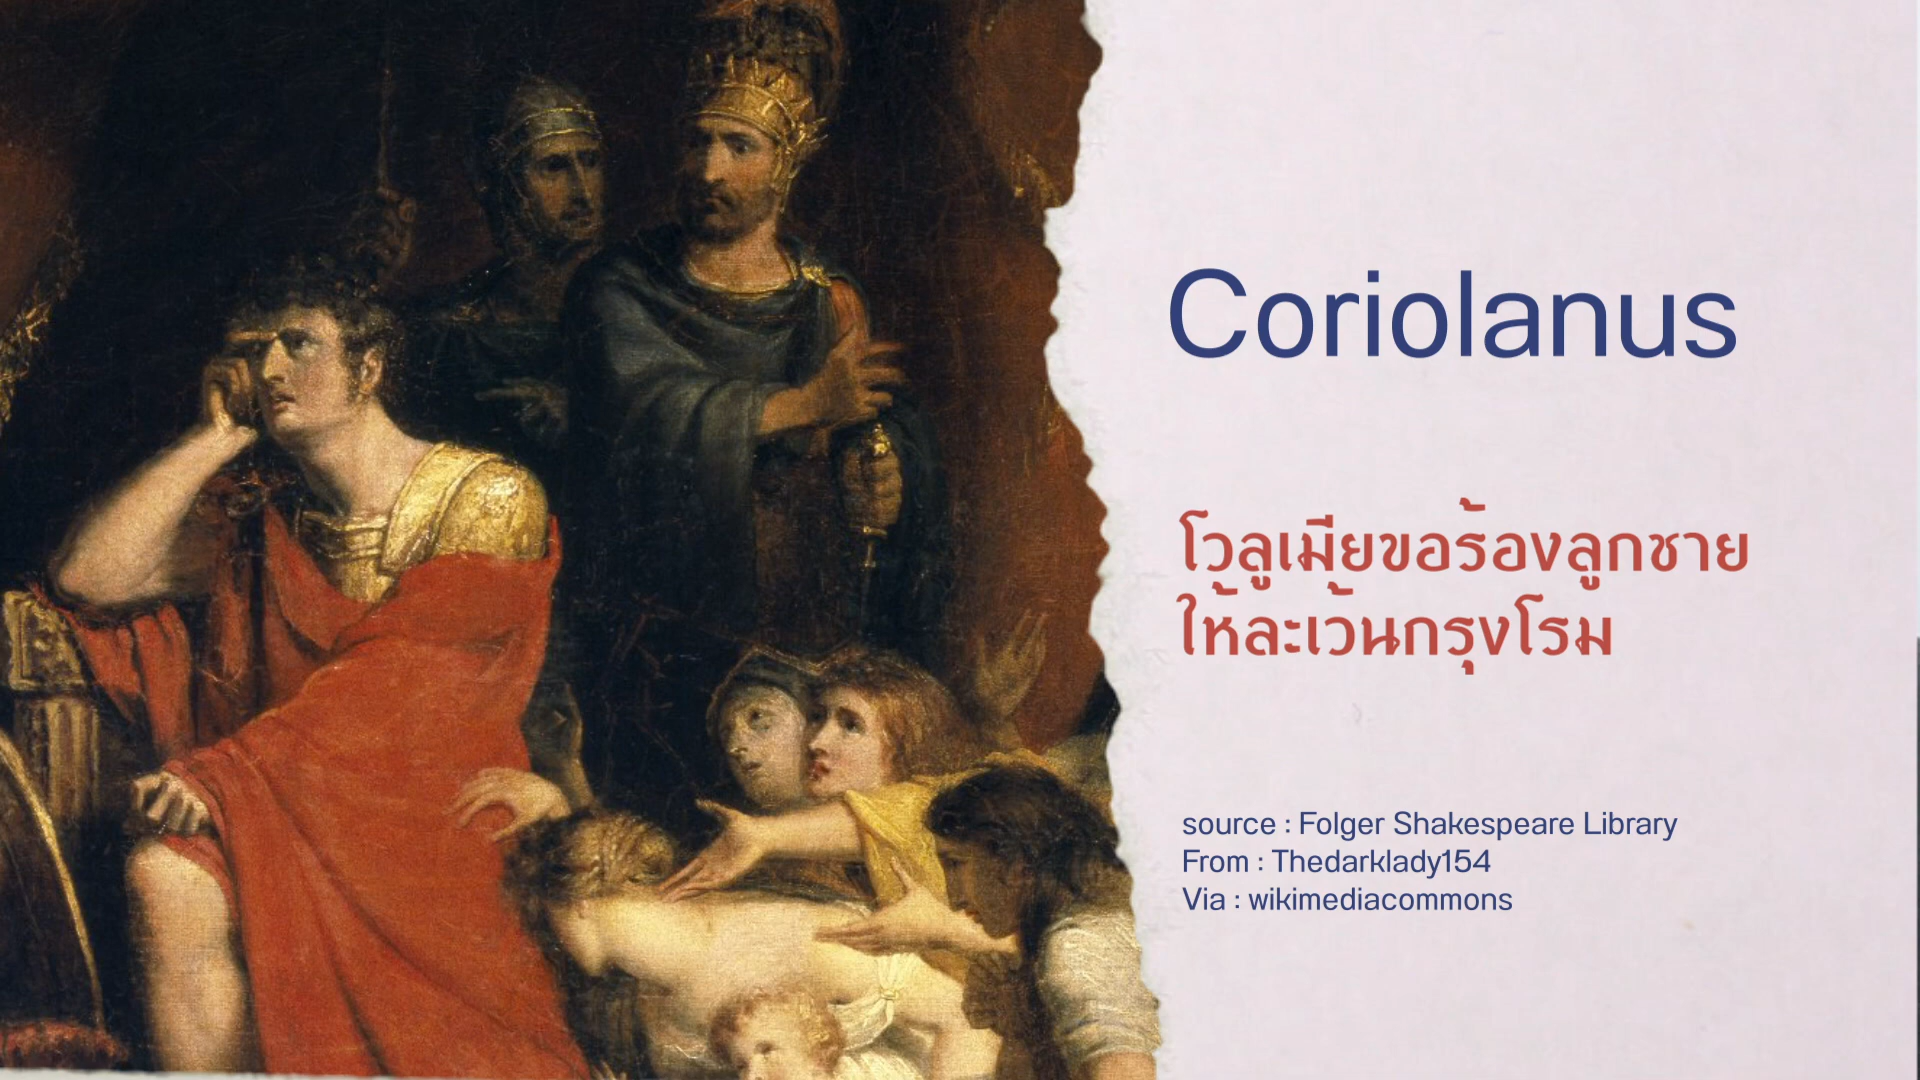 Coriolanus
โวลูเมียขอร้องลูกชาย
ให้ละเว้นกรุงโรม
source : Folger Shakespeare Library
From : Thedarklady154
Via : wikimediacommons